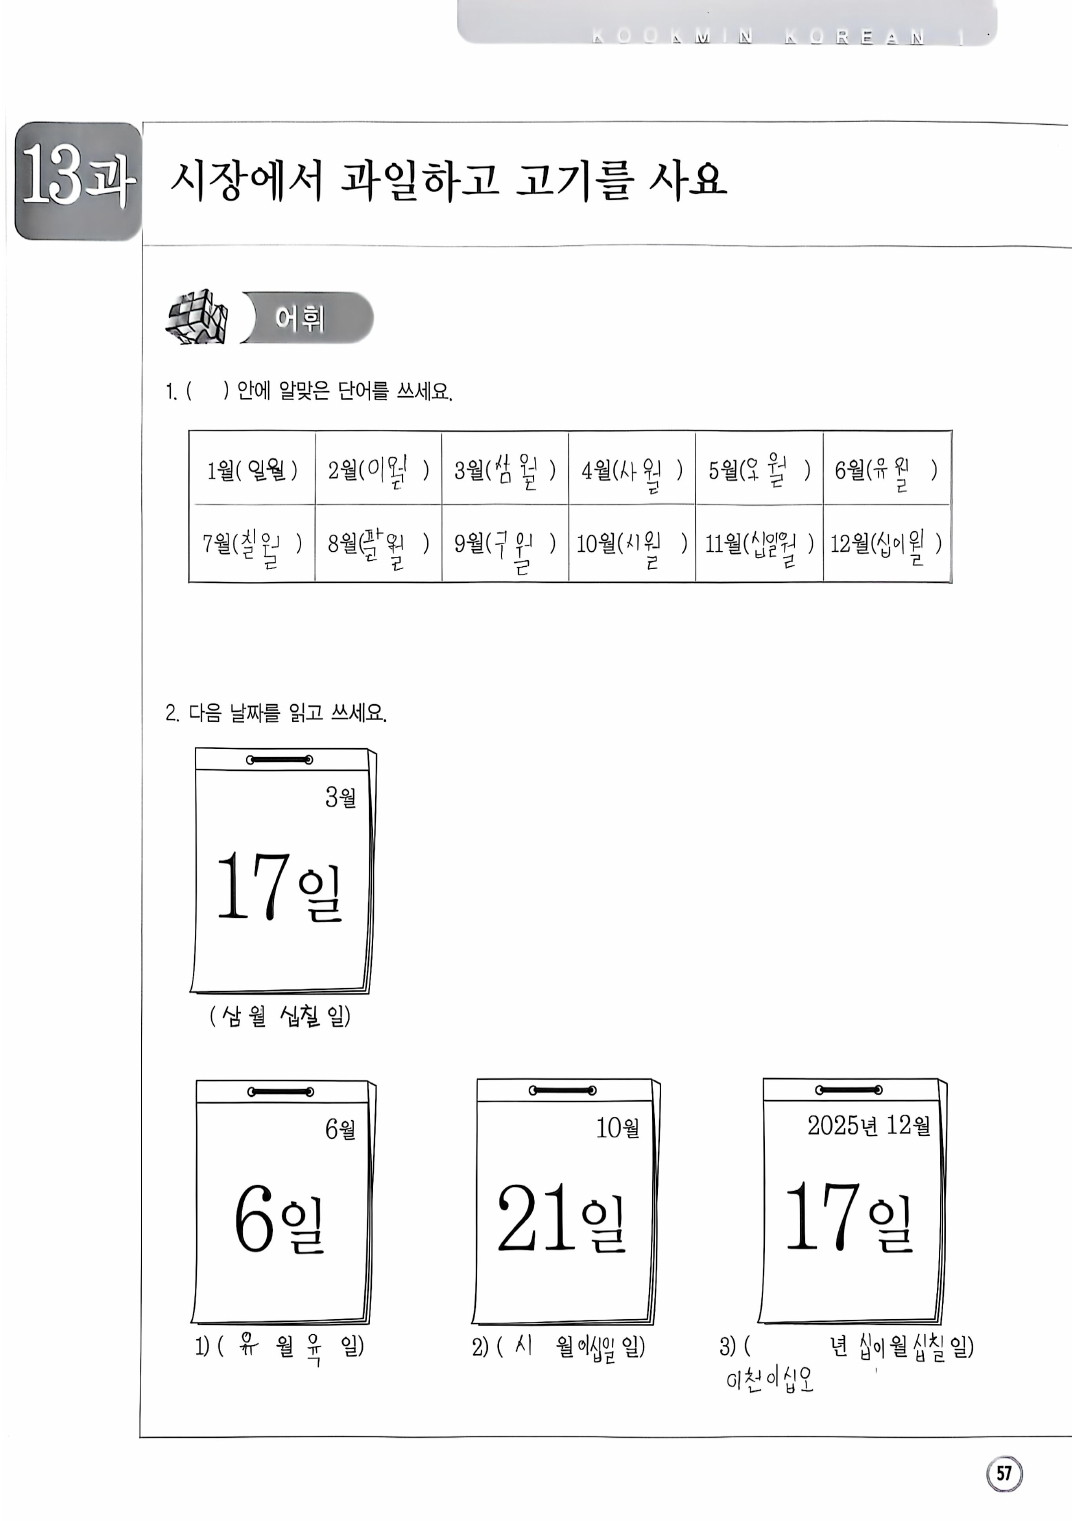 KOOKMIN KOREAN 1
13과 시장에서 과일하고 고기를 사요
어휘
1. ( ) 안에 알맞은 단어를 쓰세요.
1월( 일월 ) 2월(이월 ) 3월(삼월 ) 4월(사월 ) 5월(오월 ) 6월(유월 )
7월(칠월 ) 8월(팔월 ) 9월(구월 ) 10월(시월 ) 11월(십일월 ) 12월(십이월 )
2. 다음 날짜를 읽고 쓰세요.
3월
17일
( 삼 월 십칠 일)
6월 10월 2025년 12월
6일 21일 17일
1) ( 유 월 육 일) 2) ( 시 월 이십일 일) 3) ( 년 십이 월 십칠 일)
이천이십오
57